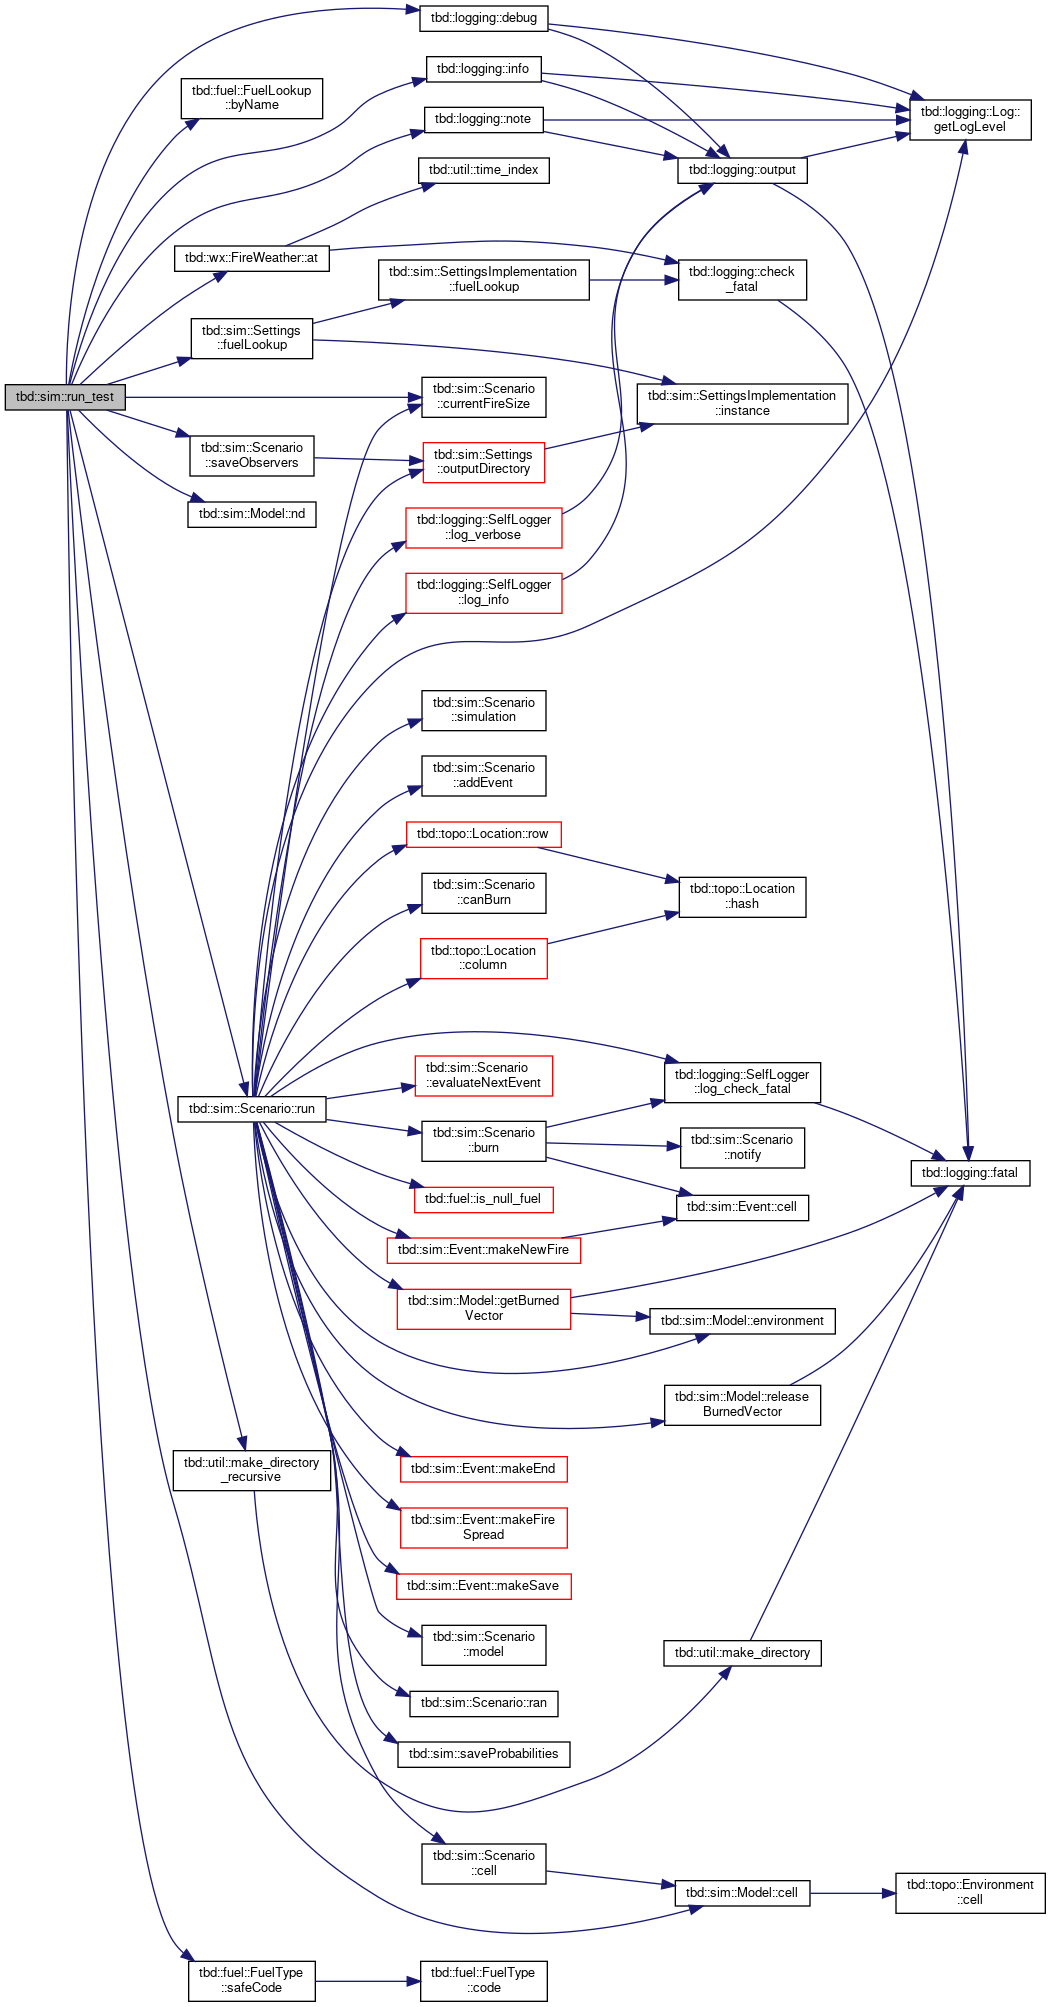 tbd::logging::debug
tbd::logging::info
tbd::fuel::FuelLookup
::byName
tbd::logging::Log::
getLogLevel
tbd::logging::note
tbd::util::time_index
tbd::logging::output
tbd::wx::FireWeather::at
tbd::sim::SettingsImplementation
::fuelLookup
tbd::logging::check
_fatal
tbd::sim::Settings
::fuelLookup
tbd::sim::run_test
tbd::sim::Scenario
::currentFireSize
tbd::sim::SettingsImplementation
::instance
tbd::sim::Scenario
::saveObservers
tbd::sim::Settings
::outputDirectory
tbd::sim::Model::nd
tbd::logging::SelfLogger
::log_verbose
tbd::logging::SelfLogger
::log_info
tbd::sim::Scenario
::simulation
tbd::sim::Scenario
::addEvent
tbd::topo::Location::row
tbd::sim::Scenario
::canBurn
tbd::topo::Location
::hash
tbd::topo::Location
::column
tbd::sim::Scenario
::evaluateNextEvent
tbd::logging::SelfLogger
::log_check_fatal
tbd::sim::Scenario::run
tbd::sim::Scenario
::burn
tbd::sim::Scenario
::notify
tbd::logging::fatal
tbd::fuel::is_null_fuel
tbd::sim::Event::cell
tbd::sim::Event::makeNewFire
tbd::sim::Model::getBurned
Vector
tbd::sim::Model::environment
tbd::sim::Model::release
BurnedVector
tbd::util::make_directory
_recursive
tbd::sim::Event::makeEnd
tbd::sim::Event::makeFire
Spread
tbd::sim::Event::makeSave
tbd::sim::Scenario
::model
tbd::util::make_directory
tbd::sim::Scenario::ran
tbd::sim::saveProbabilities
tbd::sim::Scenario
::cell
tbd::sim::Model::cell
tbd::topo::Environment
::cell
tbd::fuel::FuelType
::safeCode
tbd::fuel::FuelType
::code